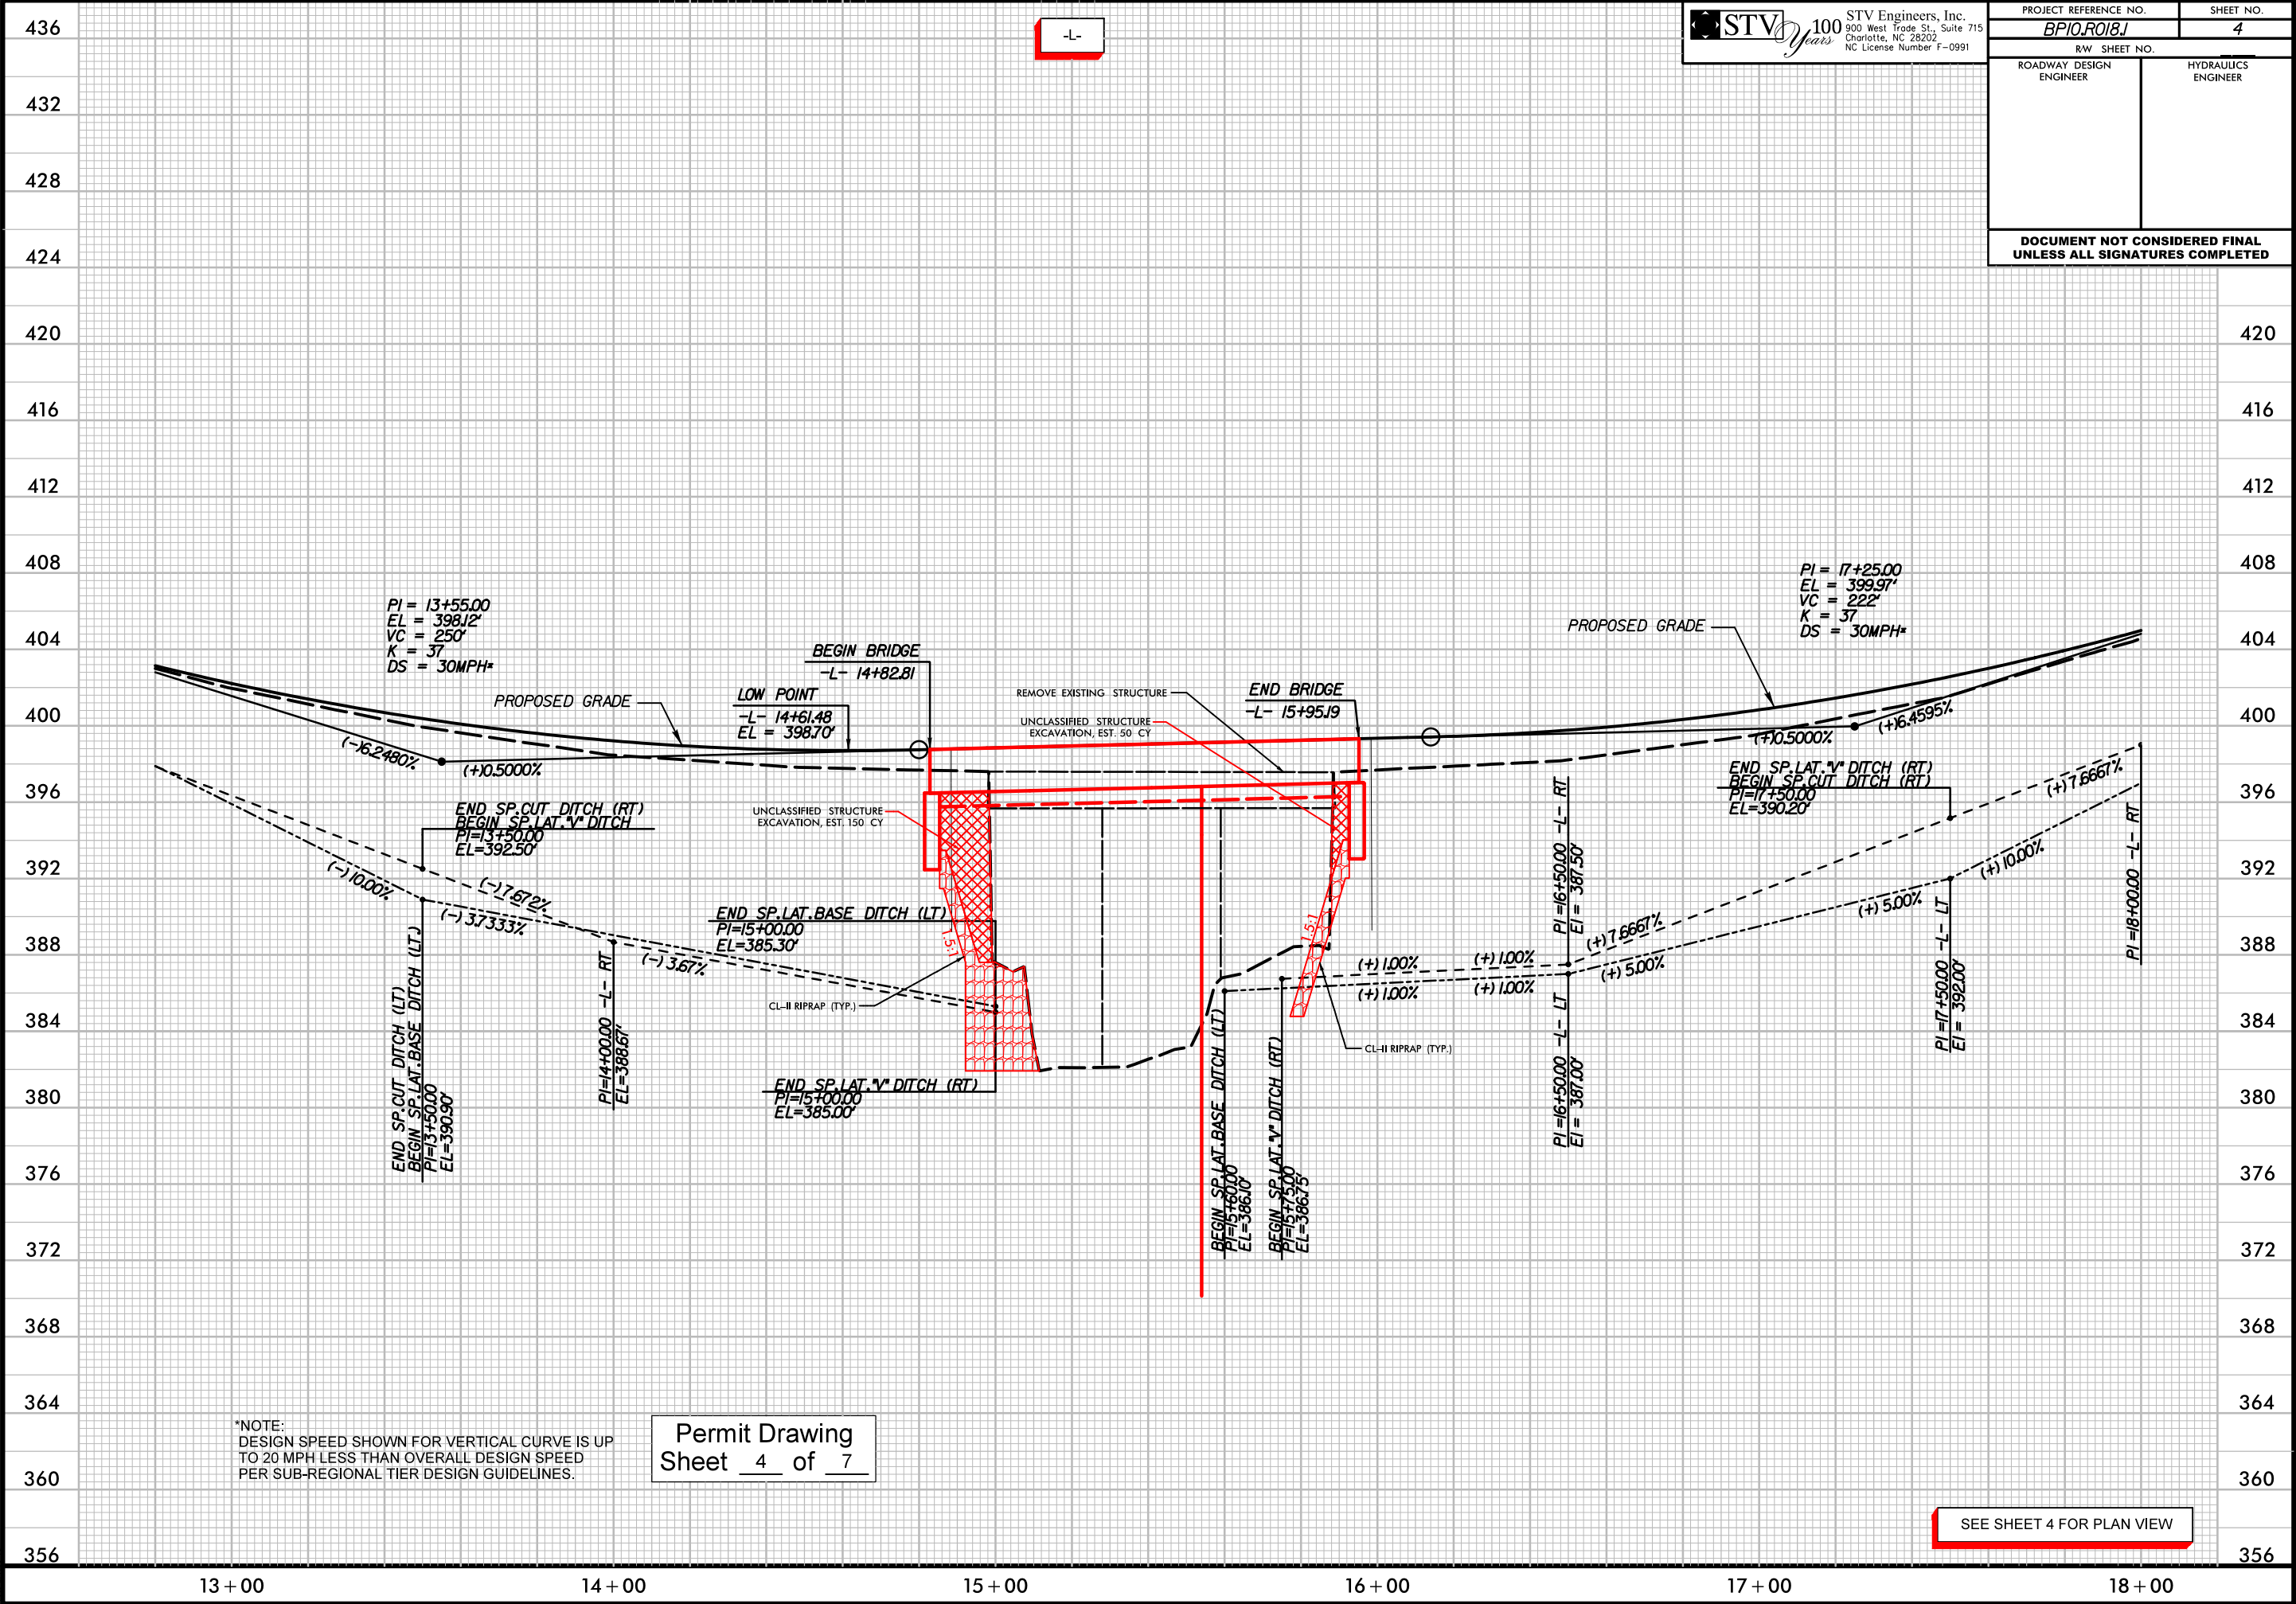 -L-
STV 100 Years
STV Engineers, Inc.
900 West Trade St., Suite 715
Charlotte, NC 28202
NC License Number F-0991
PROJECT REFERENCE NO.
SHEET NO.
BP10.R018.1
4
RW SHEET NO.
ROADWAY DESIGN
ENGINEER
HYDRAULICS
ENGINEER
DOCUMENT NOT CONSIDERED FINAL
UNLESS ALL SIGNATURES COMPLETED
436
432
428
424
420
416
412
408
404
400
396
392
388
384
380
376
372
368
364
360
356
420
416
412
408
404
400
396
392
388
384
380
376
372
368
364
360
356
PI = 13+55.00
EL = 398.12'
VC = 250'
K = 37
DS = 30MPH*
PROPOSED GRADE
BEGIN BRIDGE
-L- 14+82.81
LOW POINT
-L- 14+61.48
EL = 398.70'
REMOVE EXISTING STRUCTURE
UNCLASSIFIED STRUCTURE
EXCAVATION, EST. 50 CY
END BRIDGE
-L- 15+95.19
PROPOSED GRADE
PI = 17+25.00
EL = 399.97'
VC = 222'
K = 37
DS = 30MPH*
(-)6.2480%
(+)0.5000%
(+)0.5000%
(+)6.4595%
END SP.CUT DITCH (RT)
BEGIN SP.LAT."V" DITCH
PI=13+50.00
EL=392.50'
UNCLASSIFIED STRUCTURE
EXCAVATION, EST. 150 CY
END SP.LAT."V" DITCH (RT)
BEGIN SP.CUT DITCH (RT)
PI=17+50.00
EL=390.20'
(+)7.6667%
(-)10.00%
(-)7.672%
(-) 3.7333%
(-) 3.67%
END SP.LAT.BASE DITCH (LT)
PI=15+00.00
EL=385.30'
1.5:1
1.5:1
CL-II RIPRAP (TYP.)
CL-II RIPRAP (TYP.)
(+) 1.00%
(+) 1.00%
(+) 1.00%
(+) 1.00%
(+)7.6667%
(+) 5.00%
(+) 5.00%
(+) 10.00%
END SP.LAT."V" DITCH (RT)
PI=15+00.00
EL=385.00'
END SP.CUT DITCH (LT)
BEGIN SP.LAT.BASE DITCH (LT)
PI=13+50.00
EL=390.90'
PI=14+00.00 -L- RT
EL=388.67'
BEGIN SP.LAT.BASE DITCH (LT)
PI=15+60.00
EL=386.10'
BEGIN SP.LAT."V" DITCH (RT)
PI=15+75.00
EL=386.75'
PI =16+50.00 -L- RT
El = 387.50'
PI =16+50.00 -L- LT
El = 387.00'
PI =17+50.00 -L- LT
El = 392.00'
PI =18+00.00 -L- RT
*NOTE:
DESIGN SPEED SHOWN FOR VERTICAL CURVE IS UP
TO 20 MPH LESS THAN OVERALL DESIGN SPEED
PER SUB-REGIONAL TIER DESIGN GUIDELINES.
Permit Drawing
Sheet 4 of 7
SEE SHEET 4 FOR PLAN VIEW
13+00
14+00
15+00
16+00
17+00
18+00